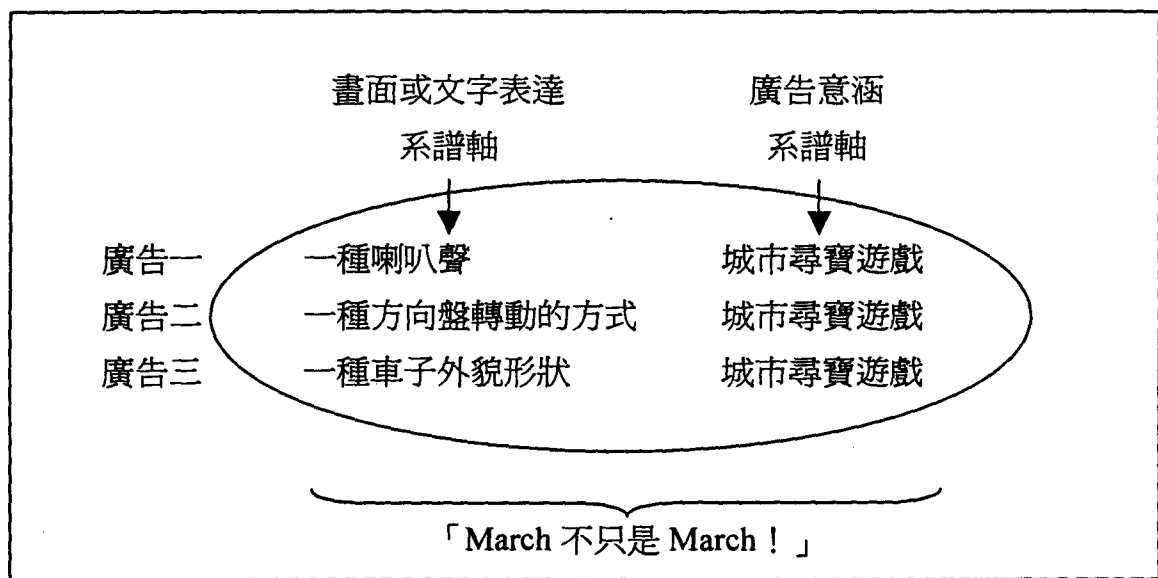 畫面或文字表達 廣告意涵
系譜軸 系譜軸
廣告一 一種喇叭聲 城市尋寶遊戲
廣告二 一種方向盤轉動的方式 城市尋寶遊戲
廣告三 一種車子外貌形狀 城市尋寶遊戲
「March 不只是 March！」